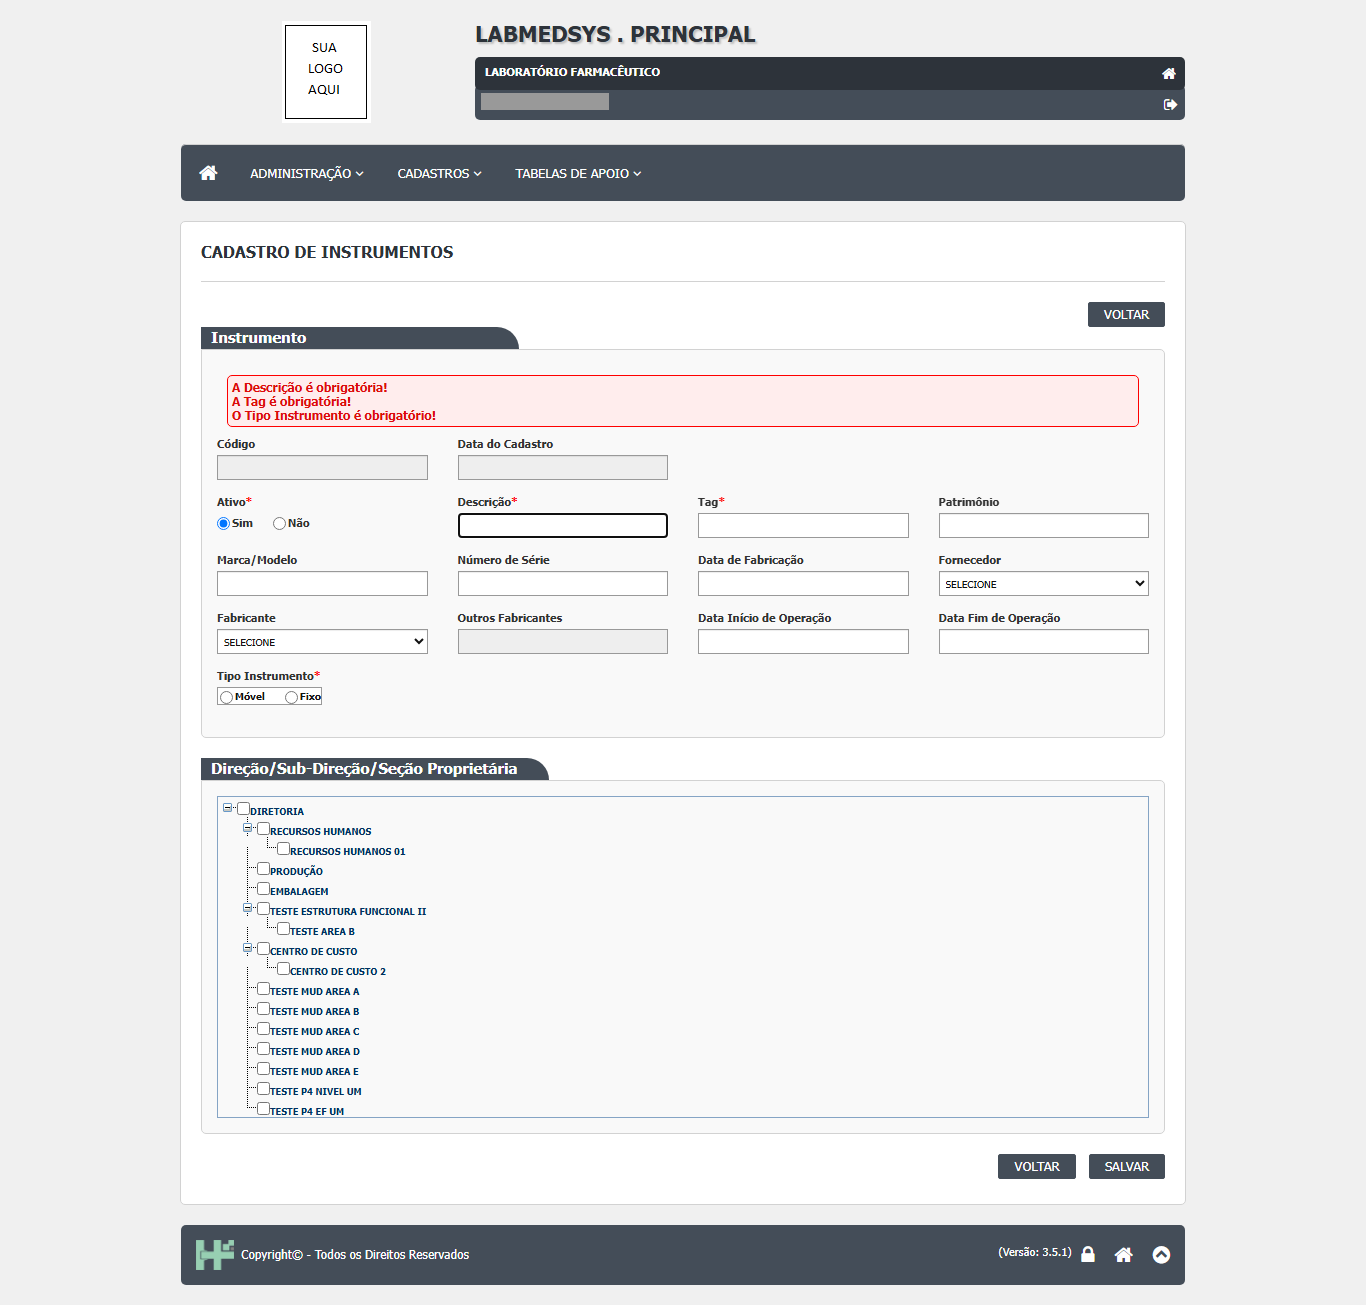 SUA
LOGO
AQUI
LABMEDSYS . PRINCIPAL
LABORATÓRIO FARMACÊUTICO
ADMINISTRAÇÃO CADASTROS TABELAS DE APOIO
CADASTRO DE INSTRUMENTOS
VOLTAR
Instrumento
A Descrição é obrigatória!
A Tag é obrigatória!
O Tipo Instrumento é obrigatório!
Código Data do Cadastro
Ativo* Descrição* Tag* Patrimônio
Sim Não
Marca/Modelo Número de Série Data de Fabricação Fornecedor
SELECIONE
Fabricante Outros Fabricantes Data Início de Operação Data Fim de Operação
SELECIONE
Tipo Instrumento*
Móvel Fixo
Direção/Sub-Direção/Seção Proprietária
DIRETORIA
RECURSOS HUMANOS
RECURSOS HUMANOS 01
PRODUÇÃO
EMBALAGEM
TESTE ESTRUTURA FUNCIONAL II
TESTE AREA B
CENTRO DE CUSTO
CENTRO DE CUSTO 2
TESTE MUD AREA A
TESTE MUD AREA B
TESTE MUD AREA C
TESTE MUD AREA D
TESTE MUD AREA E
TESTE P4 NIVEL UM
TESTE P4 EF UM
VOLTAR SALVAR
Copyright© - Todos os Direitos Reservados (Versão: 3.5.1)